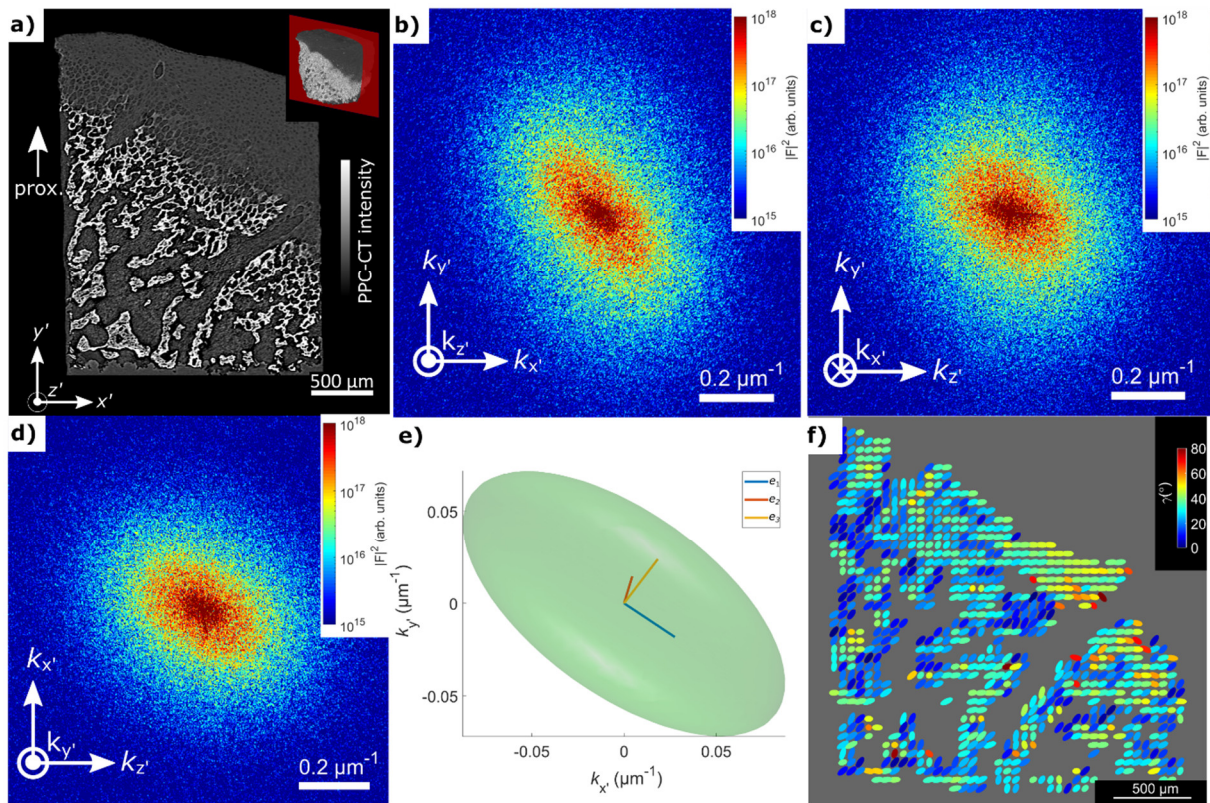 a)
prox.
PPC-CT intensity
y'
z'
x'
500 μm
b)
10^18
10^17
10^16
10^15
|F|^2 (arb. units)
k_y'
k_z'
k_x'
0.2 μm^-1
c)
10^18
10^17
10^16
10^15
|F|^2 (arb. units)
k_y'
k_x'
k_z'
0.2 μm^-1
d)
10^18
10^17
10^16
10^15
|F|^2 (arb. units)
k_x'
k_y'
k_z'
0.2 μm^-1
e)
e_1
e_2
e_3
0.05
0
-0.05
k_y' (μm^-1)
-0.05
0
0.05
k_x' (μm^-1)
f)
80
60
40
20
0
γ(°)
500 μm